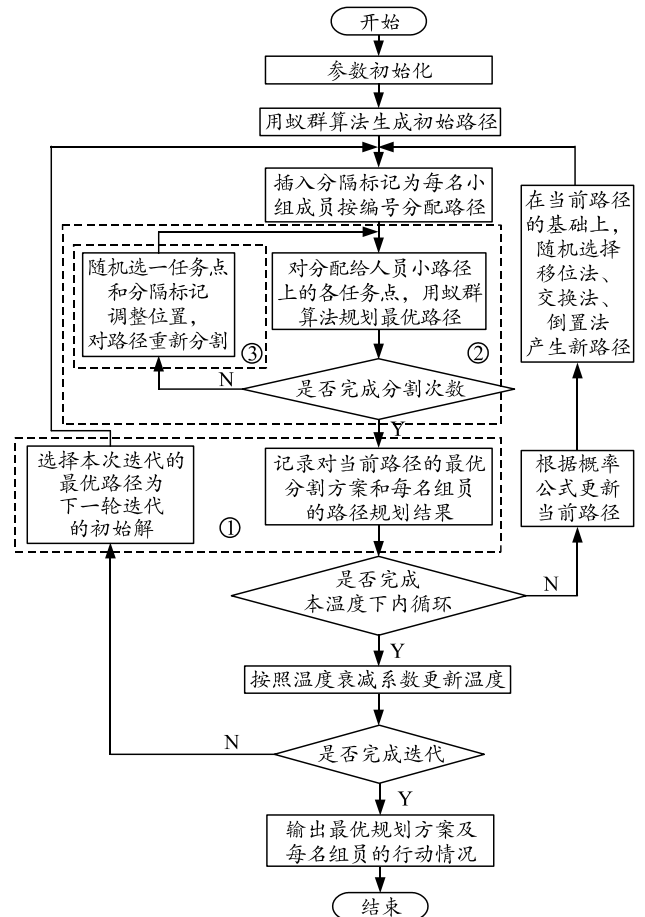 开始
参数初始化
用蚁群算法生成初始路径
插入分隔标记为每名小
组成员按编号分配路径
在当前路径
的基础上，
随机选择
移位法、
交换法、
倒置法
产生新路径
随机选一任务点
和分隔标记
调整位置，
对路径重新分割
③
对分配给人员小路径
上的各任务点，用蚁群
算法规划最优路径
②
N
是否完成分割次数
Y
选择本次迭代的
最优路径为
下一轮迭代
的初始解
①
记录对当前路径的最优
分割方案和每名组员
的路径规划结果
根据概率
公式更新
当前路径
是否完成
本温度下内循环
N
Y
按照温度衰减系数更新温度
N
是否完成迭代
Y
输出最优规划方案及
每名组员的行动情况
结束